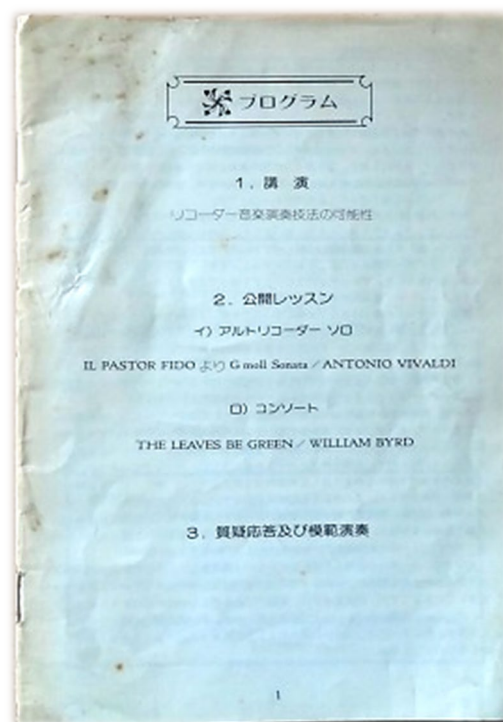 プログラム
1. 講 演
リコーダー音楽演奏技法の可能性
2. 公開レッスン
イ) アルトリコーダー ソロ
IL PASTOR FIDO より G moll Sonata / ANTONIO VIVALDI
ロ) コンソート
THE LEAVES BE GREEN / WILLIAM BYRD
3. 質疑応答及び模範演奏
1